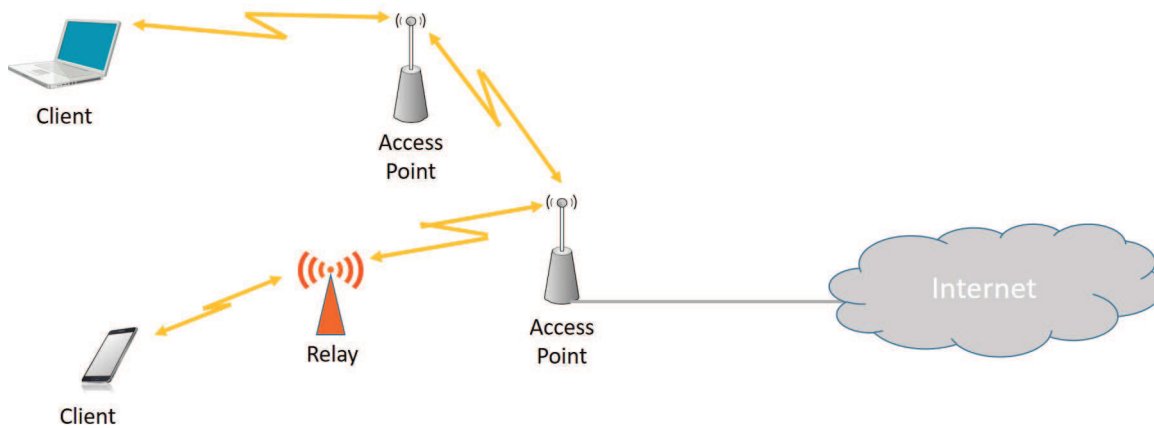 Client
Access
Point
Internet
Access
Point
Relay
Client